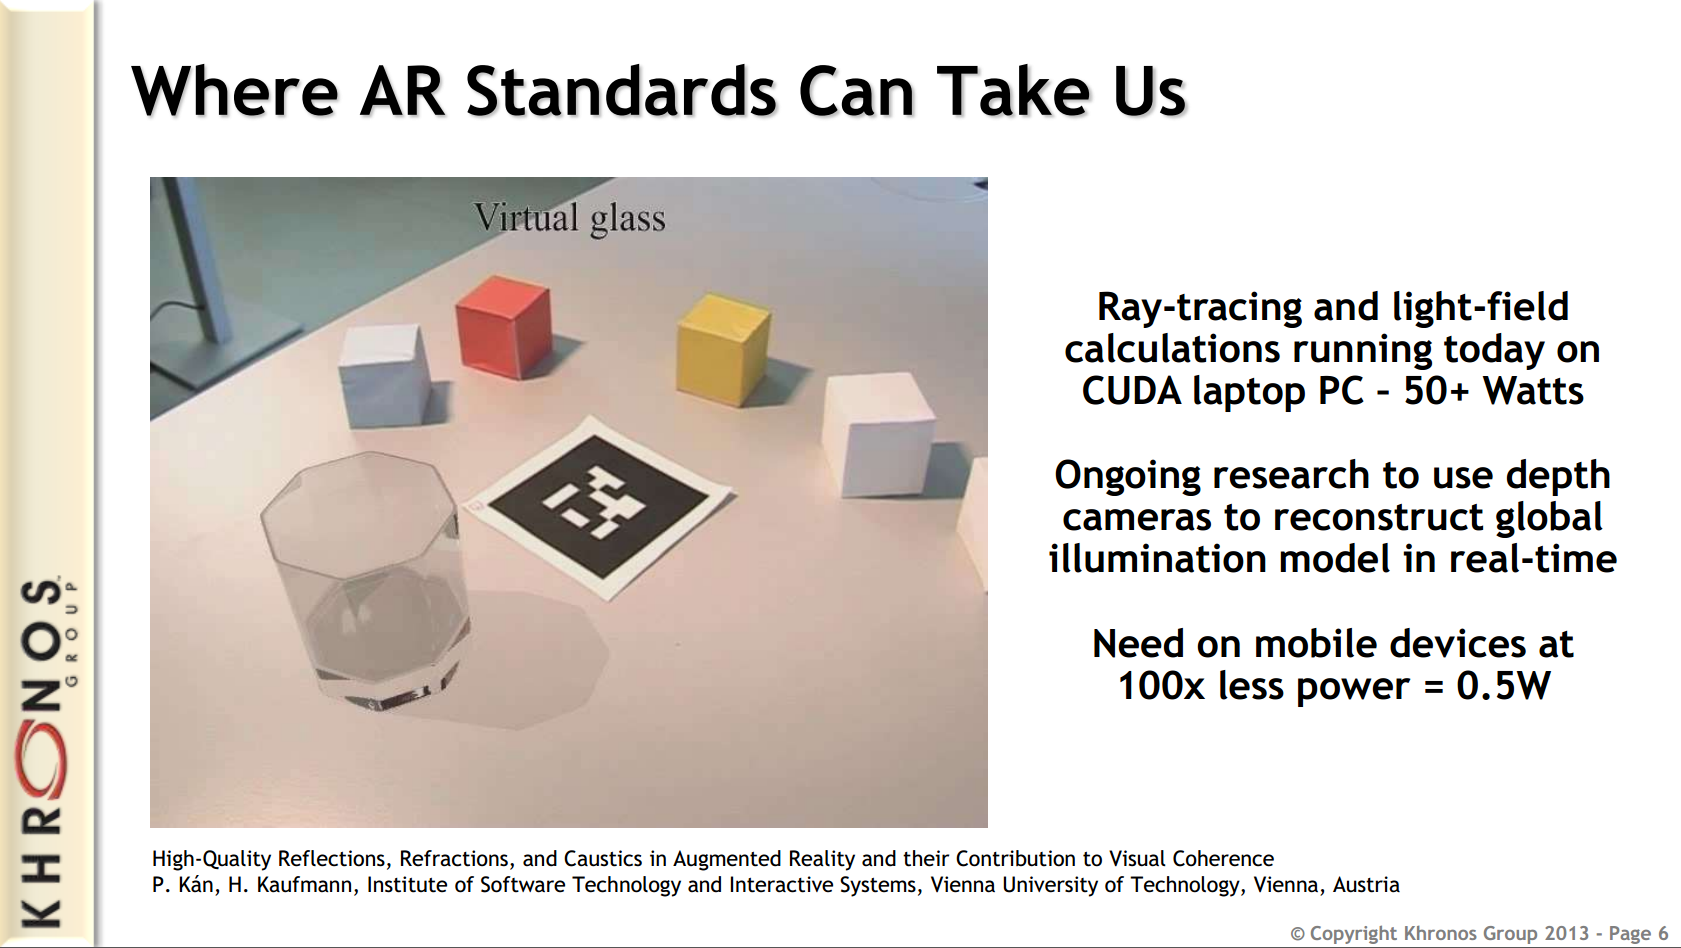 Where AR Standards Can Take Us
Virtual glass
Ray-tracing and light-field
calculations running today on
CUDA laptop PC – 50+ Watts
Ongoing research to use depth
cameras to reconstruct global
illumination model in real-time
Need on mobile devices at
100x less power = 0.5W
High-Quality Reflections, Refractions, and Caustics in Augmented Reality and their Contribution to Visual Coherence
P. Kán, H. Kaufmann, Institute of Software Technology and Interactive Systems, Vienna University of Technology, Vienna, Austria
© Copyright Khronos Group 2013 - Page 6
KHRONOS™
GROUP